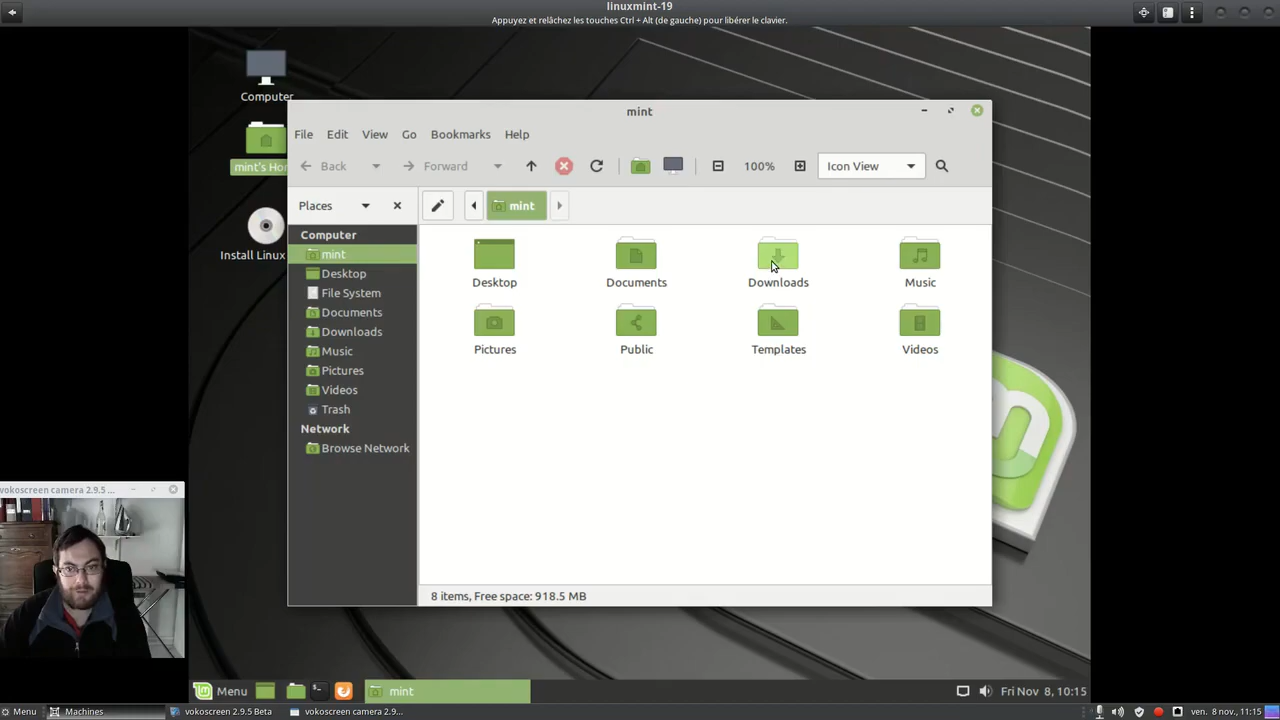 linuxmint-19
Appuyez et relâchez les touches Ctrl + Alt (de gauche) pour libérer le clavier.
Computer
mint's Ho
Install Linux
mint
File Edit View Go Bookmarks Help
Back Forward 100% Icon View
Places mint
Computer
mint
Desktop
File System
Documents
Downloads
Music
Pictures
Videos
Trash
Network
Browse Network
Desktop Documents Downloads Music
Pictures Public Templates Videos
8 items, Free space: 918.5 MB
vokoscreen camera 2.9.5 ...
Menu mint Fri Nov 8, 10:15
Menu Machines vokoscreen 2.9.5 Beta vokoscreen camera 2.9.... ven. 8 nov., 11:15